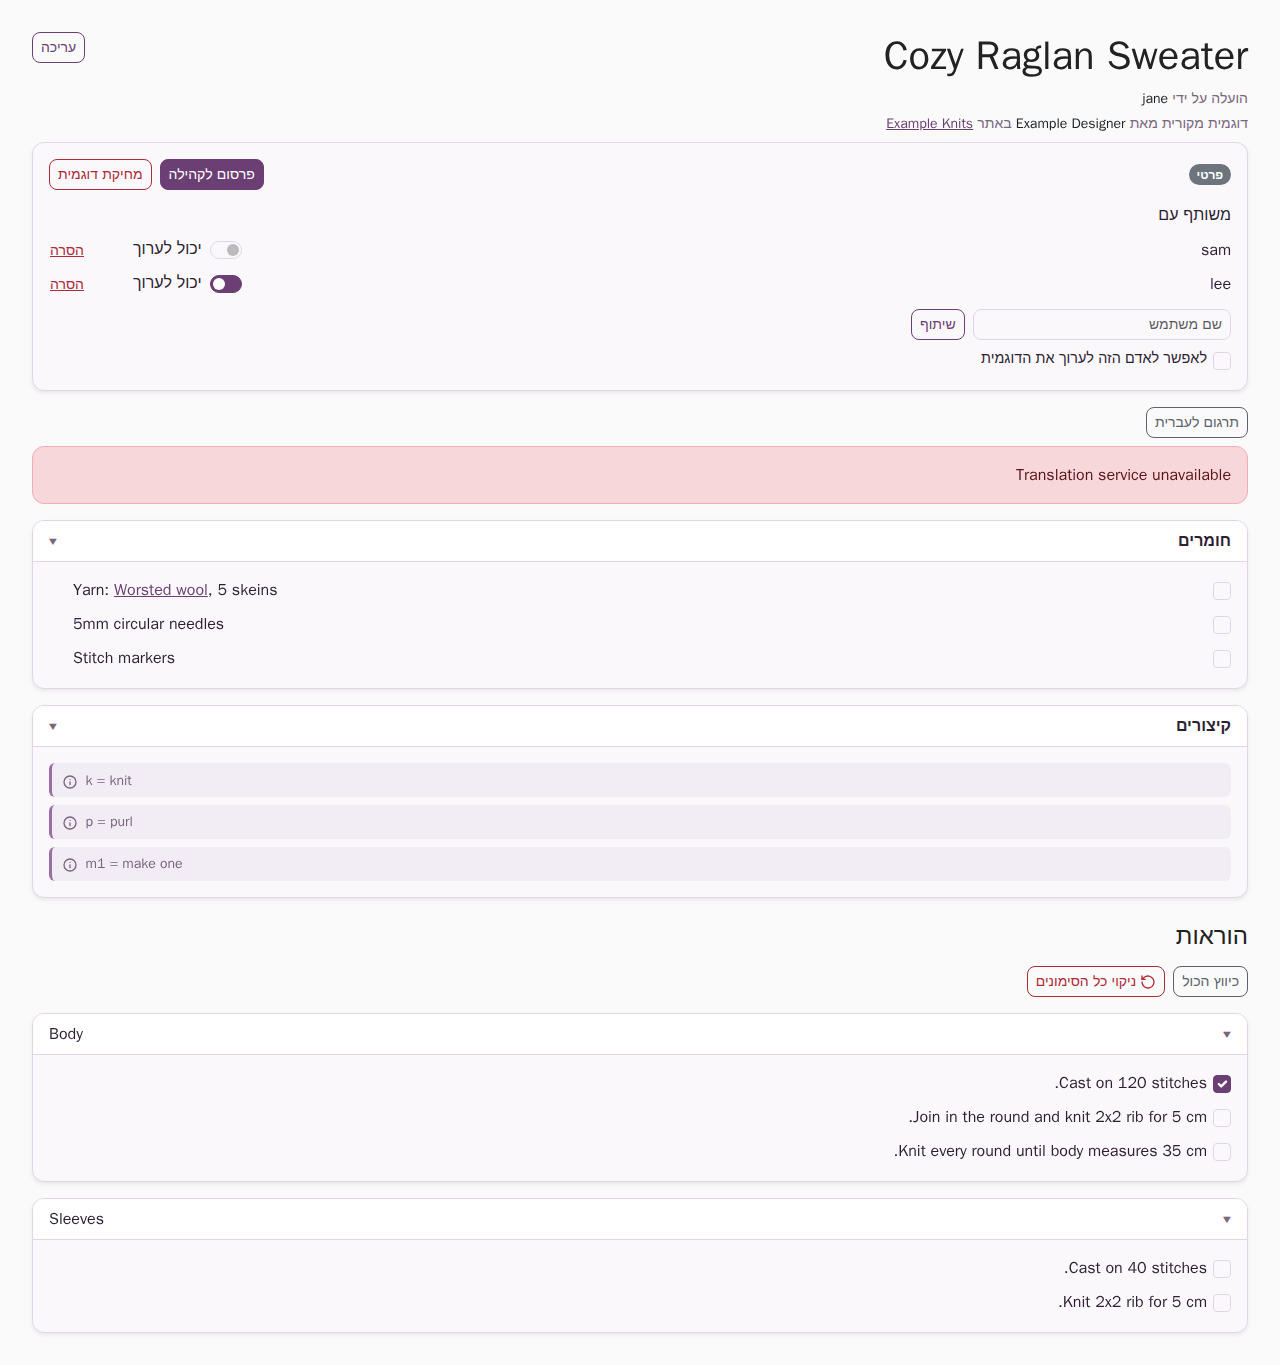 Cozy Raglan Sweater
עריכה
הועלה על ידי jane
דוגמית מקורית מאת Example Designer באתר Example Knits
פרטי
פרסום לקהילה
מחיקת דוגמית
משותף עם
sam
יכול לערוך
הסרה
lee
יכול לערוך
הסרה
שם משתמש
שיתוף
לאפשר לאדם הזה לערוך את הדוגמית
תרגום לעברית
Translation service unavailable
חומרים
Yarn: Worsted wool, 5 skeins
5mm circular needles
Stitch markers
קיצורים
k = knit
p = purl
m1 = make one
הוראות
כיווץ הכול
ניקוי כל הסימונים
Body
Cast on 120 stitches.
Join in the round and knit 2x2 rib for 5 cm.
Knit every round until body measures 35 cm.
Sleeves
Cast on 40 stitches.
Knit 2x2 rib for 5 cm.